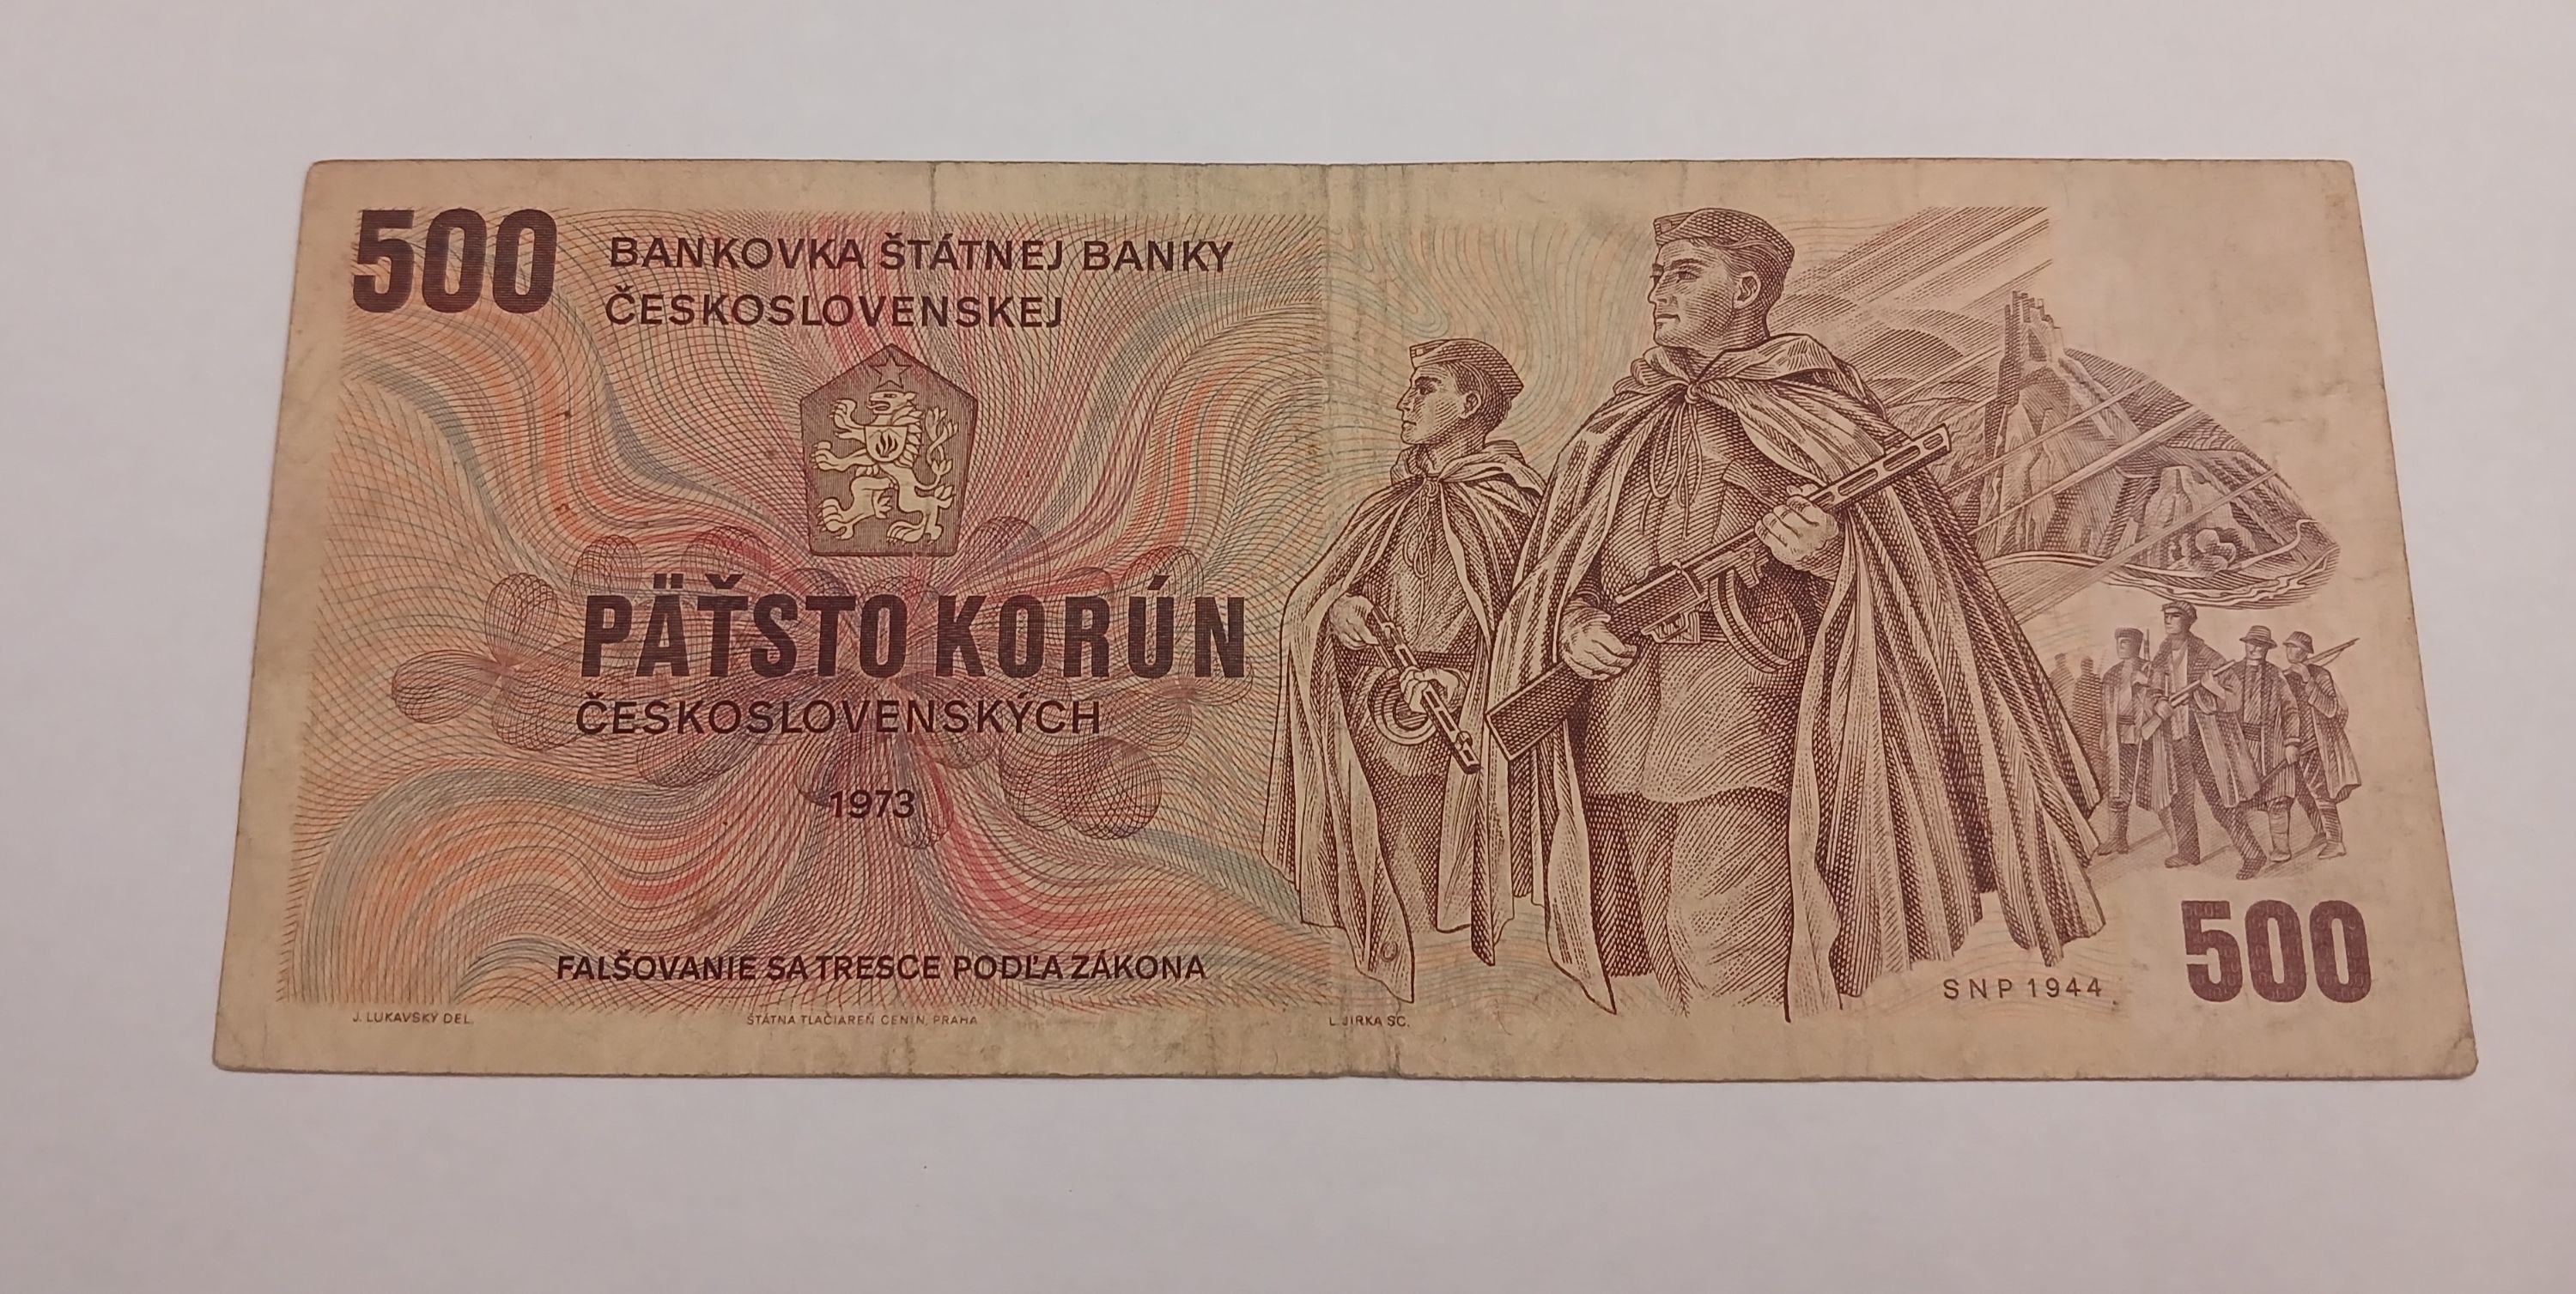 500
BANKOVKA ŠTÁTNEJ BANKY
ČESKOSLOVENSKEJ
PÄŤSTO KORÚN
ČESKOSLOVENSKÝCH
1973
FALŠOVANIE SA TRESCE PODĽA ZÁKONA
SNP 1944
500
J. LUKAVSKÝ DEL.
ŠTÁTNA TLAČIAREŇ CENÍN, PRAHA
L. JIRKA SC.